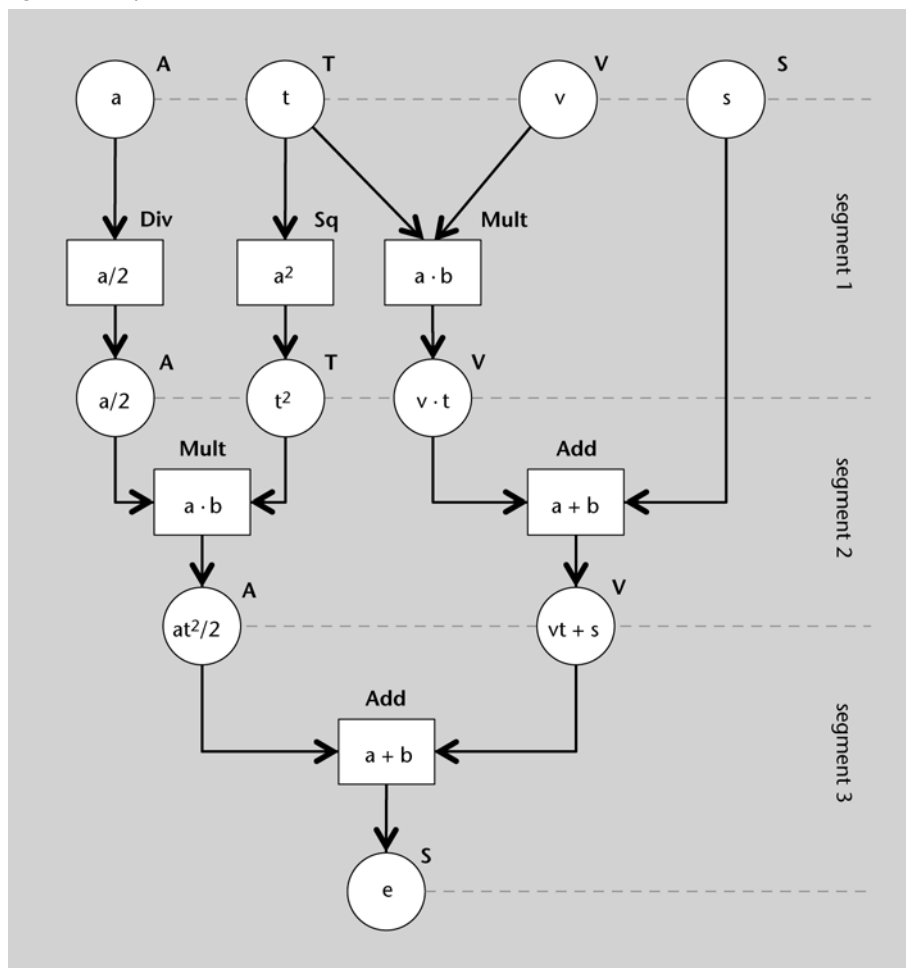 A T V S
a t v s
Div Sq Mult
a/2 a² a · b
segment 1
A T V
a/2 t² v · t
Mult Add
a · b a + b
segment 2
A V
at²/2 vt + s
Add
a + b
segment 3
S
e